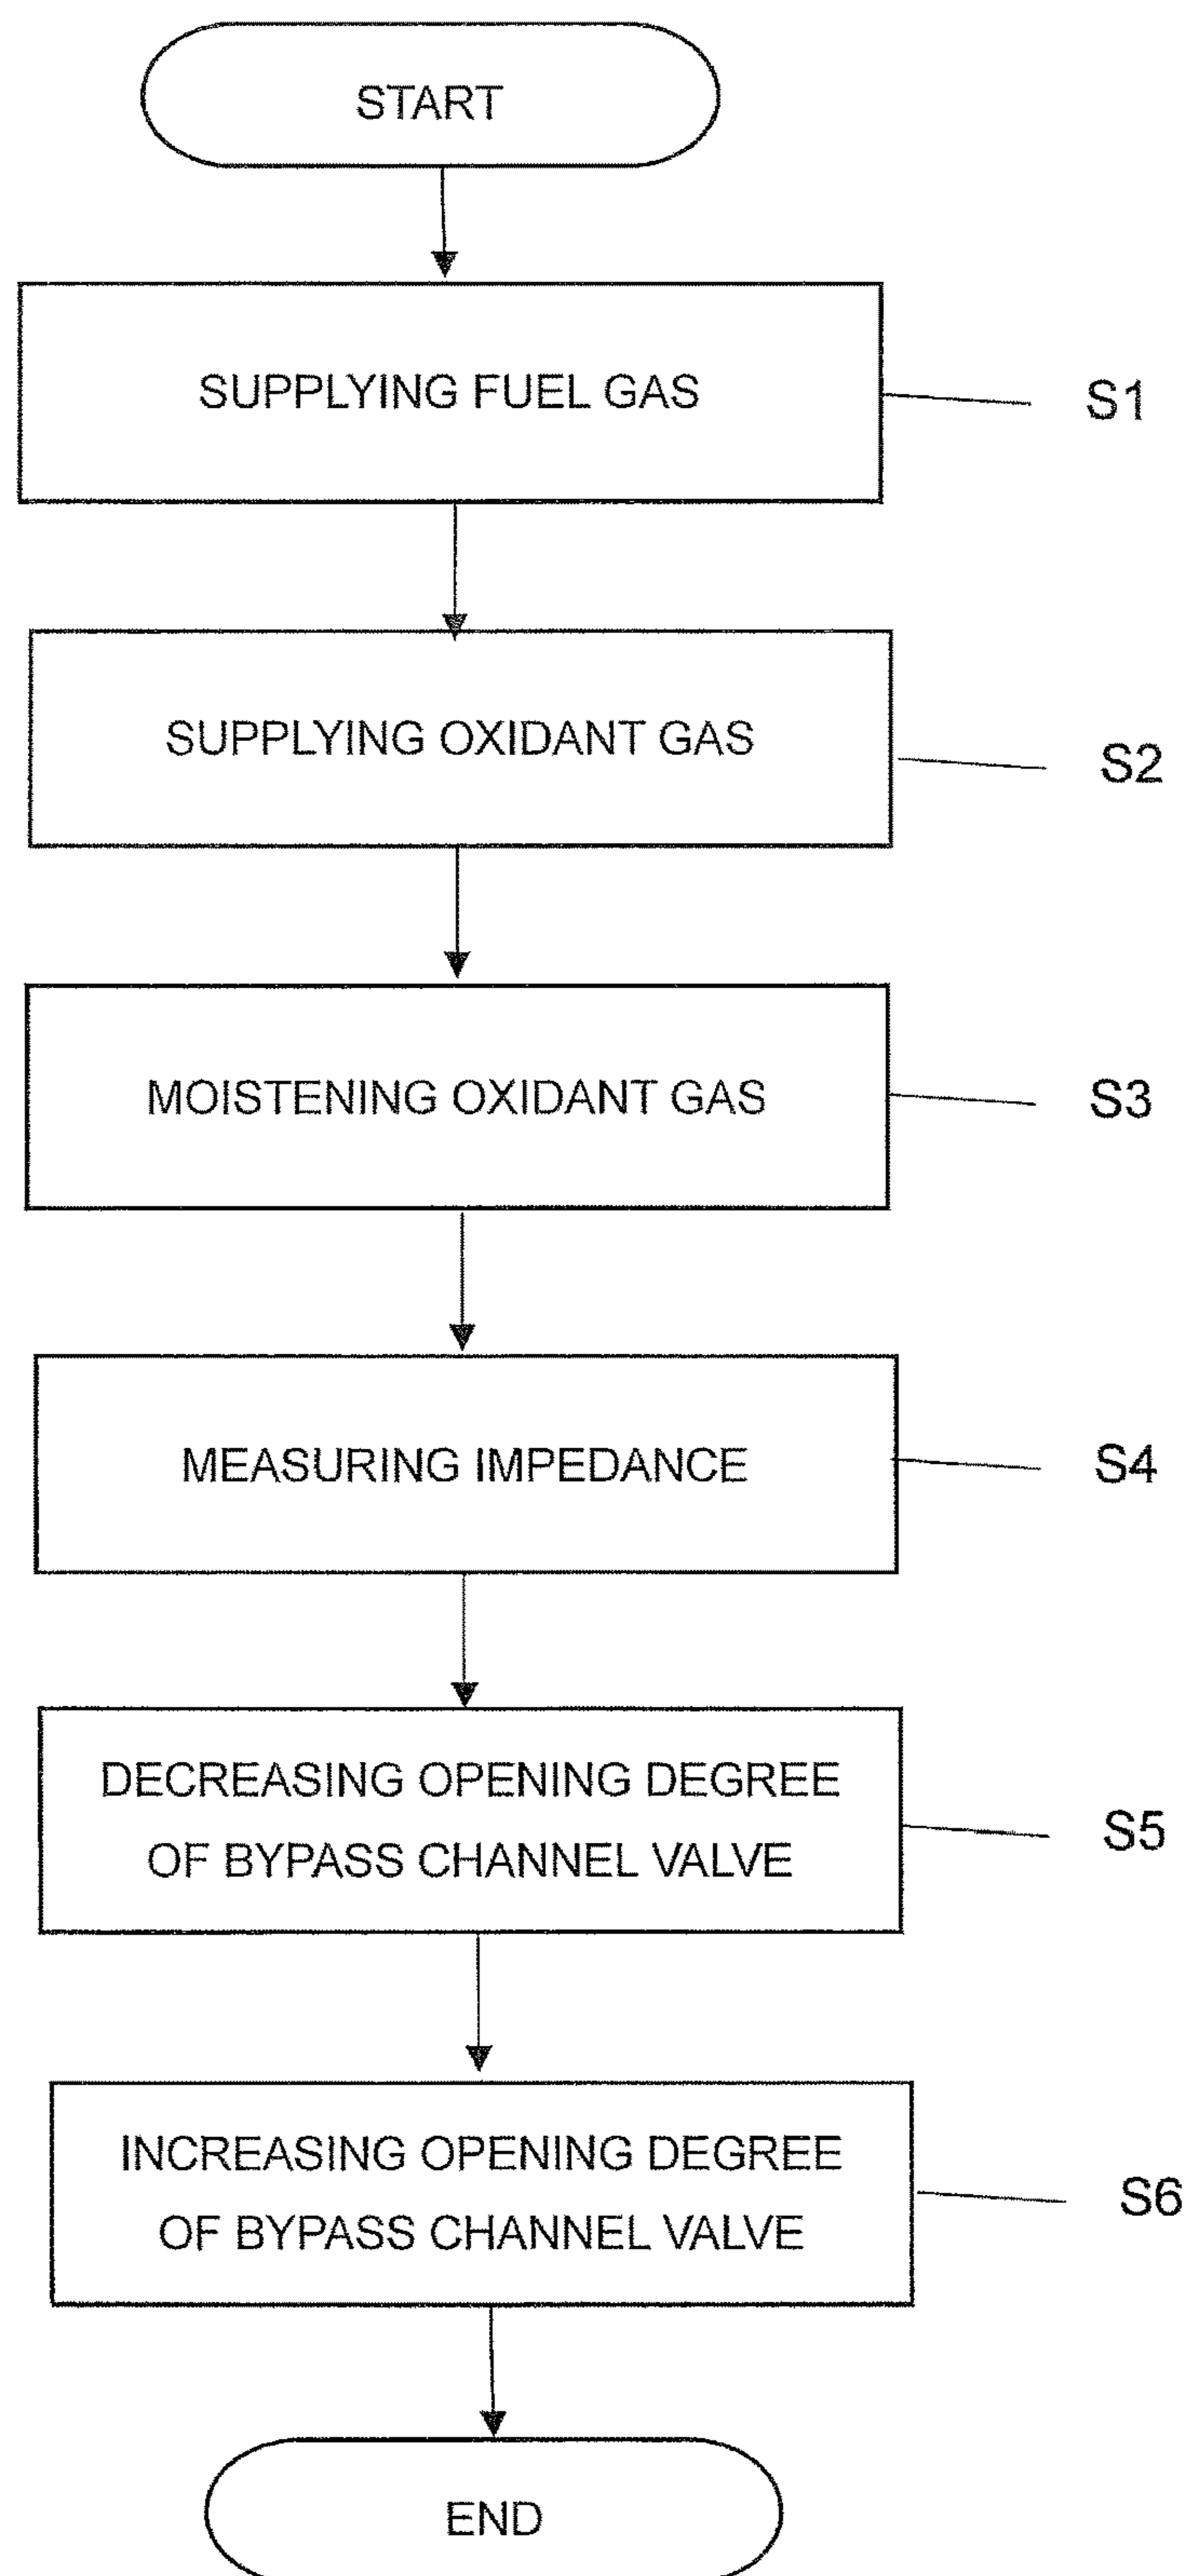 START
SUPPLYING FUEL GAS
S1
SUPPLYING OXIDANT GAS
S2
MOISTENING OXIDANT GAS
S3
MEASURING IMPEDANCE
S4
DECREASING OPENING DEGREE
OF BYPASS CHANNEL VALVE
S5
INCREASING OPENING DEGREE
OF BYPASS CHANNEL VALVE
S6
END